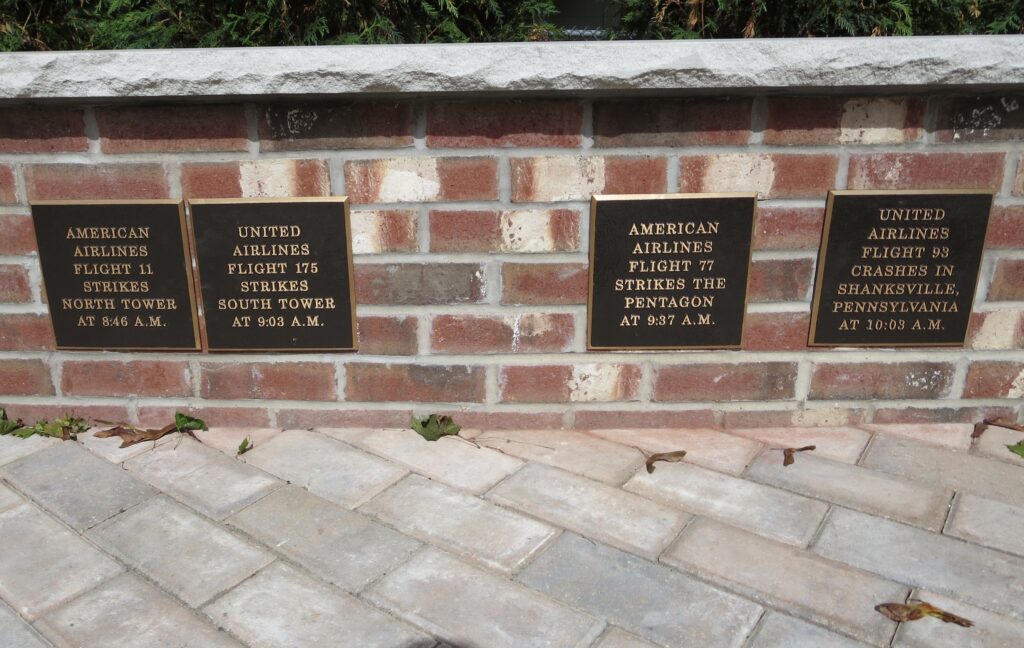 AMERICAN
AIRLINES
FLIGHT 11
STRIKES
NORTH TOWER
AT 8:46 A.M.
UNITED
AIRLINES
FLIGHT 175
STRIKES
SOUTH TOWER
AT 9:03 A.M.
AMERICAN
AIRLINES
FLIGHT 77
STRIKES THE
PENTAGON
AT 9:37 A.M.
UNITED
AIRLINES
FLIGHT 93
CRASHES IN
SHANKSVILLE,
PENNSYLVANIA
AT 10:03 A.M.